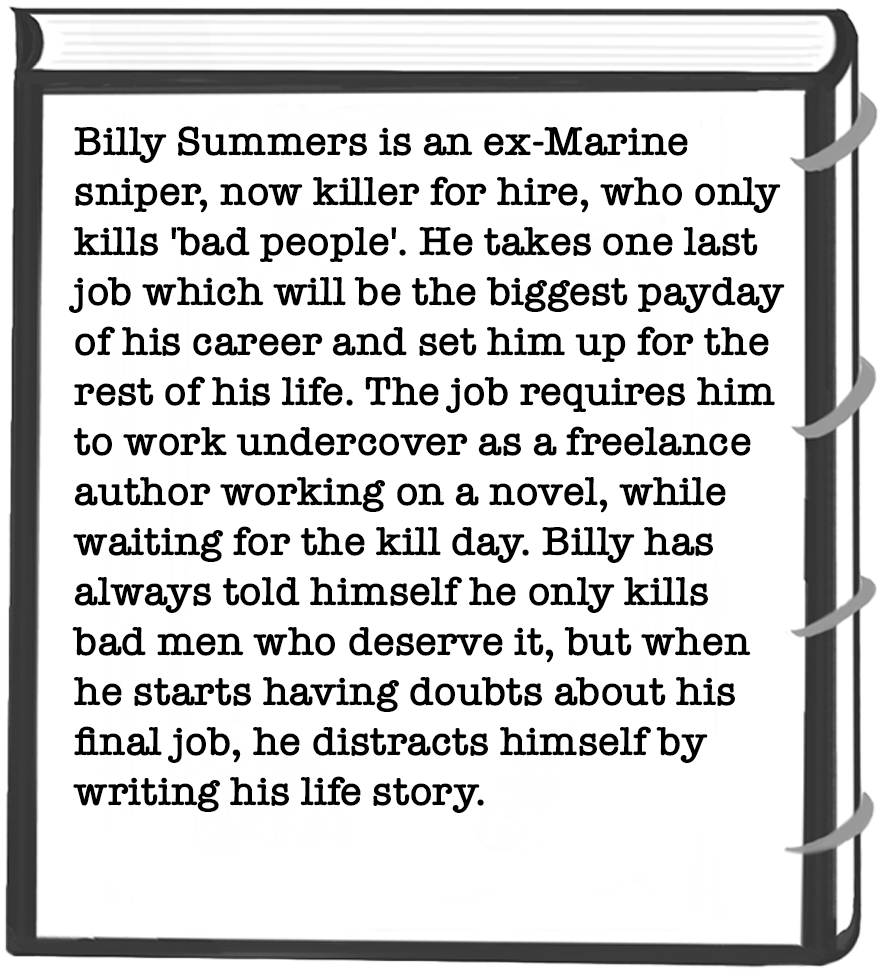 Billy Summers is an ex-Marine
sniper, now killer for hire, who only
kills 'bad people'. He takes one last
job which will be the biggest payday
of his career and set him up for the
rest of his life. The job requires him
to work undercover as a freelance
author working on a novel, while
waiting for the kill day. Billy has
always told himself he only kills
bad men who deserve it, but when
he starts having doubts about his
final job, he distracts himself by
writing his life story.